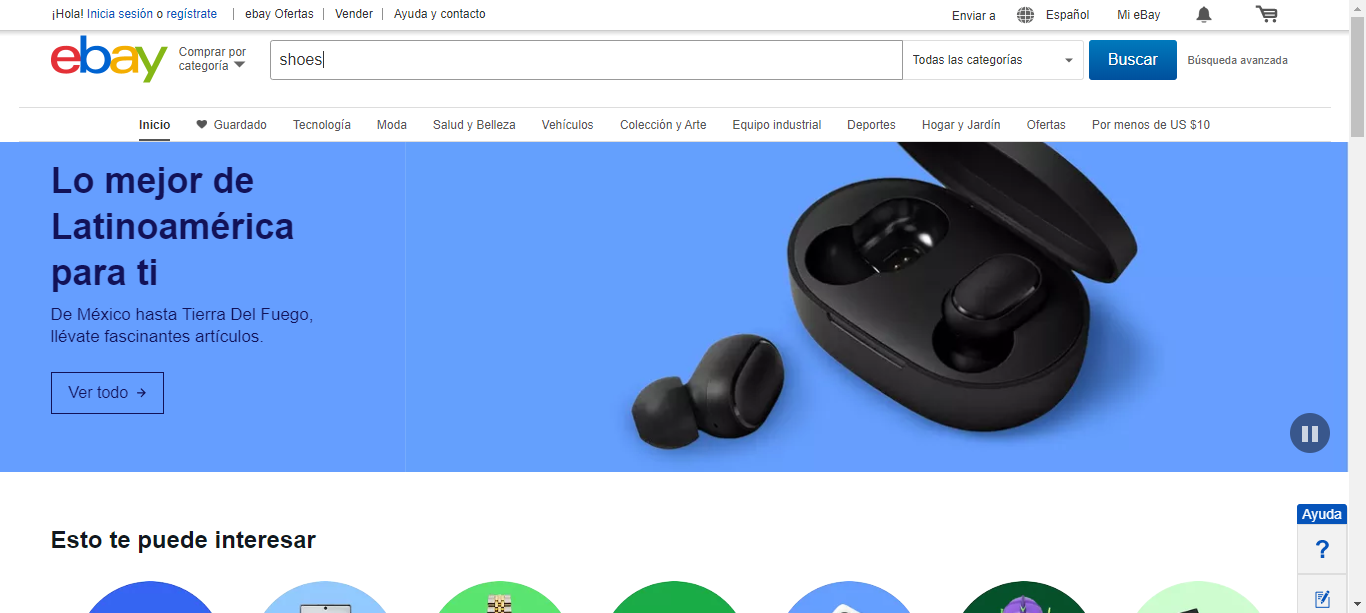 ¡Hola! Inicia sesión o regístrate | ebay Ofertas | Vender | Ayuda y contacto Enviar a Español Mi eBay
ebay Comprar por categoría shoes Todas las categorías Buscar Búsqueda avanzada
Inicio Guardado Tecnología Moda Salud y Belleza Vehículos Colección y Arte Equipo industrial Deportes Hogar y Jardín Ofertas Por menos de US $10
Lo mejor de
Latinoamérica
para ti
De México hasta Tierra Del Fuego,
llévate fascinantes artículos.
Ver todo →
Ayuda
?
Esto te puede interesar